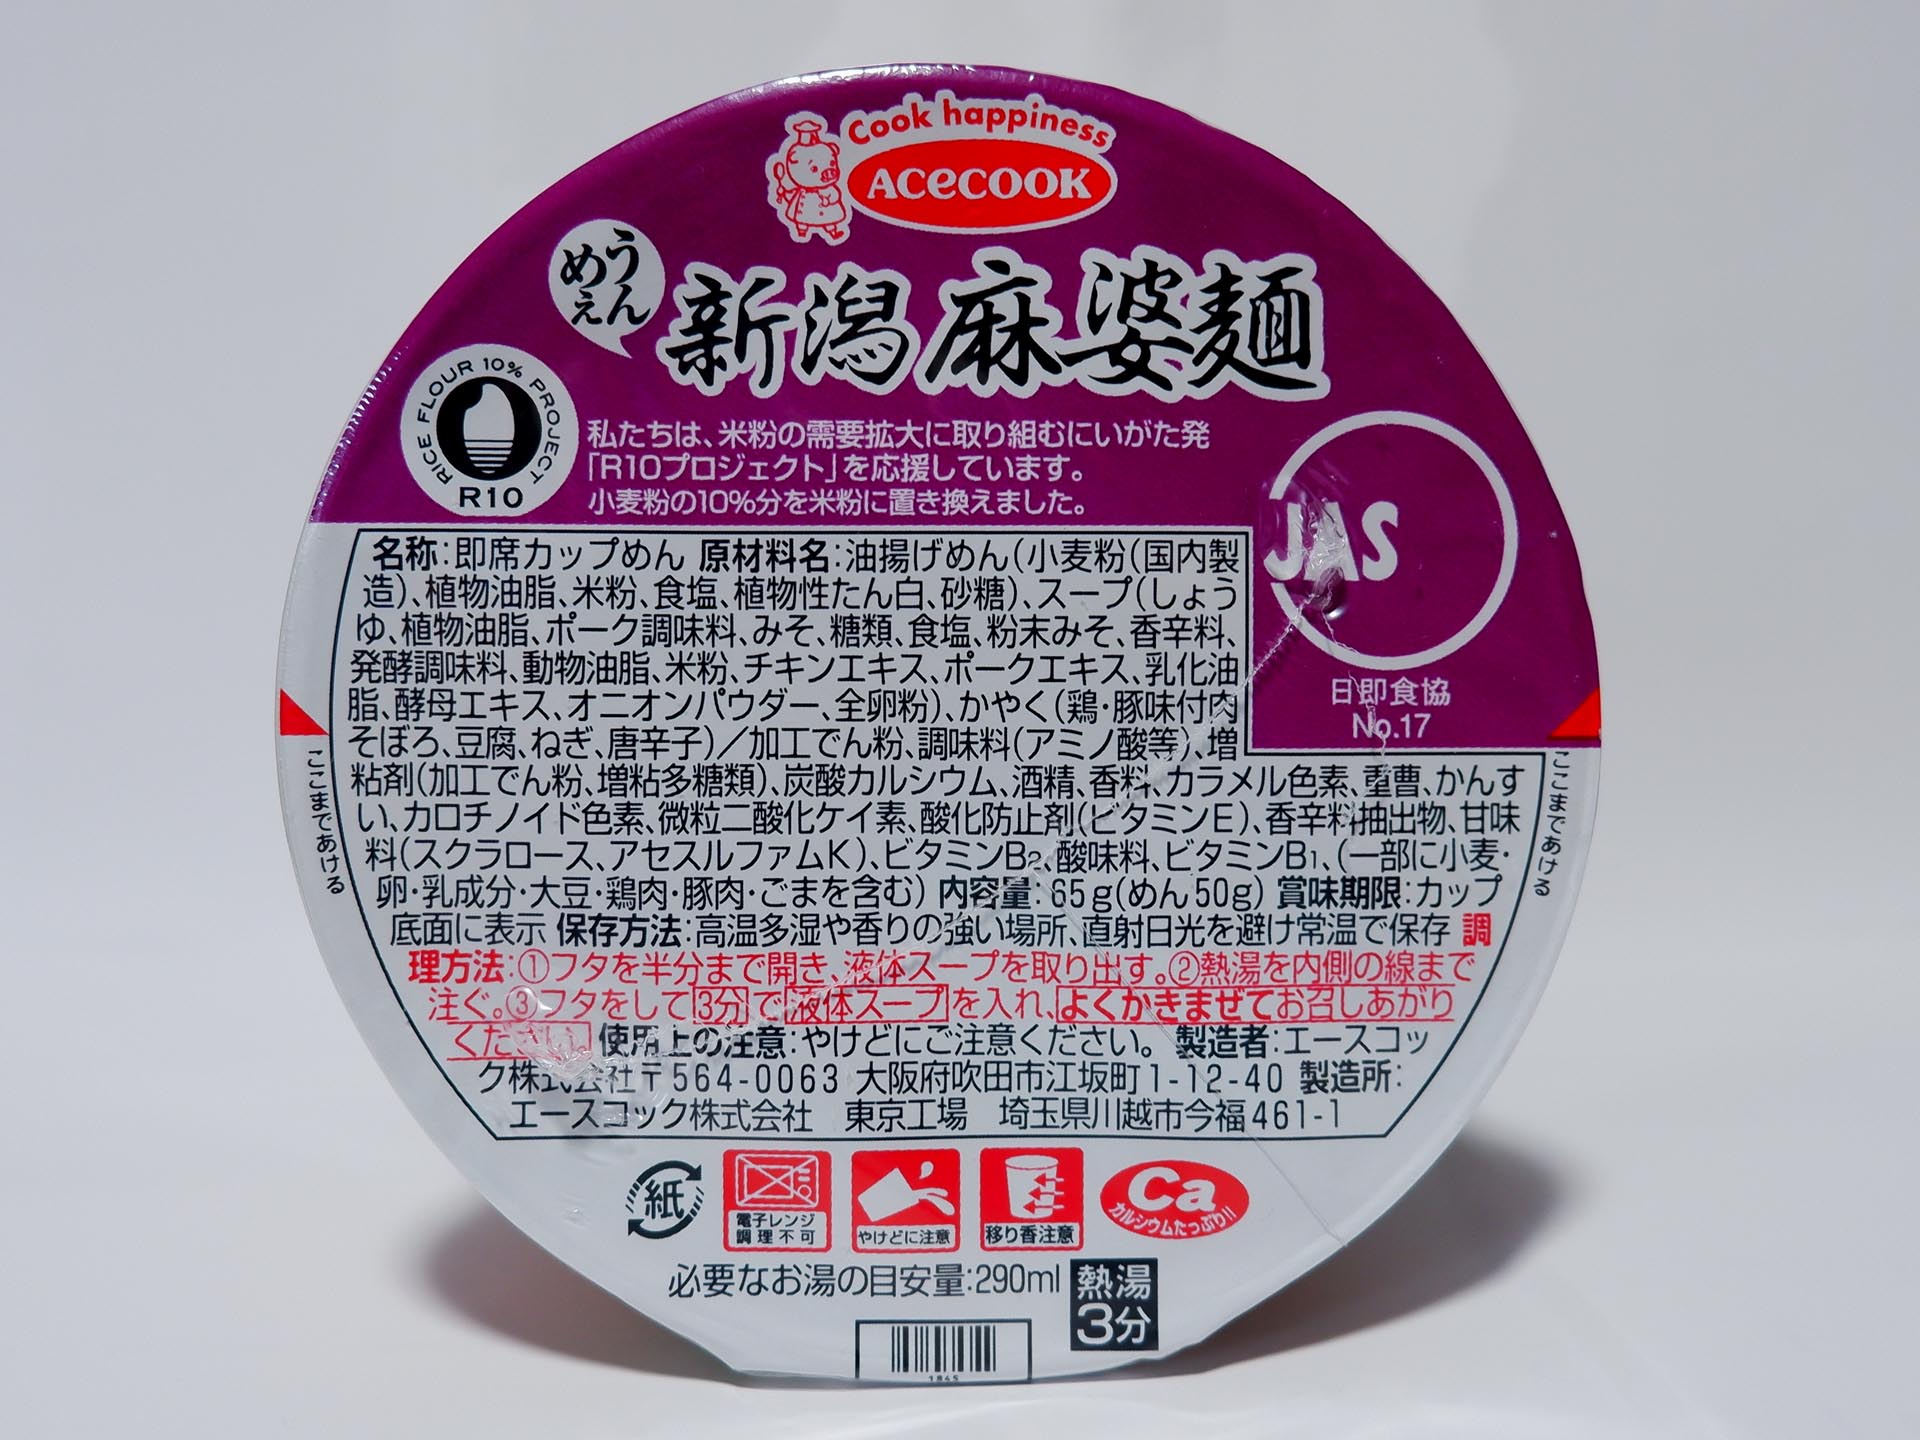 Cook happiness
ACECOOK
うんめえ
新潟麻婆麺
RICE FLOUR 10% PROJECT
R10
私たちは、米粉の需要拡大に取り組むにいがた発
「R10プロジェクト」を応援しています。
小麦粉の10%分を米粉に置き換えました。
JAS
日即食協
No.17
名称:即席カップめん 原材料名:油揚げめん(小麦粉(国内製
造)、植物油脂、米粉、食塩、植物性たん白、砂糖)、スープ(しょう
ゆ、植物油脂、ポーク調味料、みそ、糖類、食塩、粉末みそ、香辛料、
発酵調味料、動物油脂、米粉、チキンエキス、ポークエキス、乳化油
脂、酵母エキス、オニオンパウダー、全卵粉)、かやく(鶏・豚味付肉
そぼろ、豆腐、ねぎ、唐辛子)/加工でん粉、調味料(アミノ酸等)、増
粘剤(加工でん粉、増粘多糖類)、炭酸カルシウム、酒精、香料、カラメル色素、重曹、かんす
い、カロチノイド色素、微粒二酸化ケイ素、酸化防止剤(ビタミンE)、香辛料抽出物、甘味
料(スクラロース、アセスルファムK)、ビタミンB2、酸味料、ビタミンB1、(一部に小麦・
卵・乳成分・大豆・鶏肉・豚肉・ごまを含む) 内容量:65g(めん50g) 賞味期限:カップ
底面に表示 保存方法:高温多湿や香りの強い場所、直射日光を避け常温で保存 調
理方法:①フタを半分まで開き、液体スープを取り出す。②熱湯を内側の線まで
注ぐ。③フタをして3分で液体スープを入れ、よくかきまぜてお召しあがり
ください。 使用上の注意:やけどにご注意ください。 製造者:エースコッ
ク株式会社〒564-0063 大阪府吹田市江坂町1-12-40 製造所:
エースコック株式会社 東京工場 埼玉県川越市今福461-1
ここまであける
ここまであける
紙
電子レンジ
調理不可
やけどに注意
移り香注意
Ca
カルシウムたっぷり!!
必要なお湯の目安量:290ml
熱湯
3分
1845